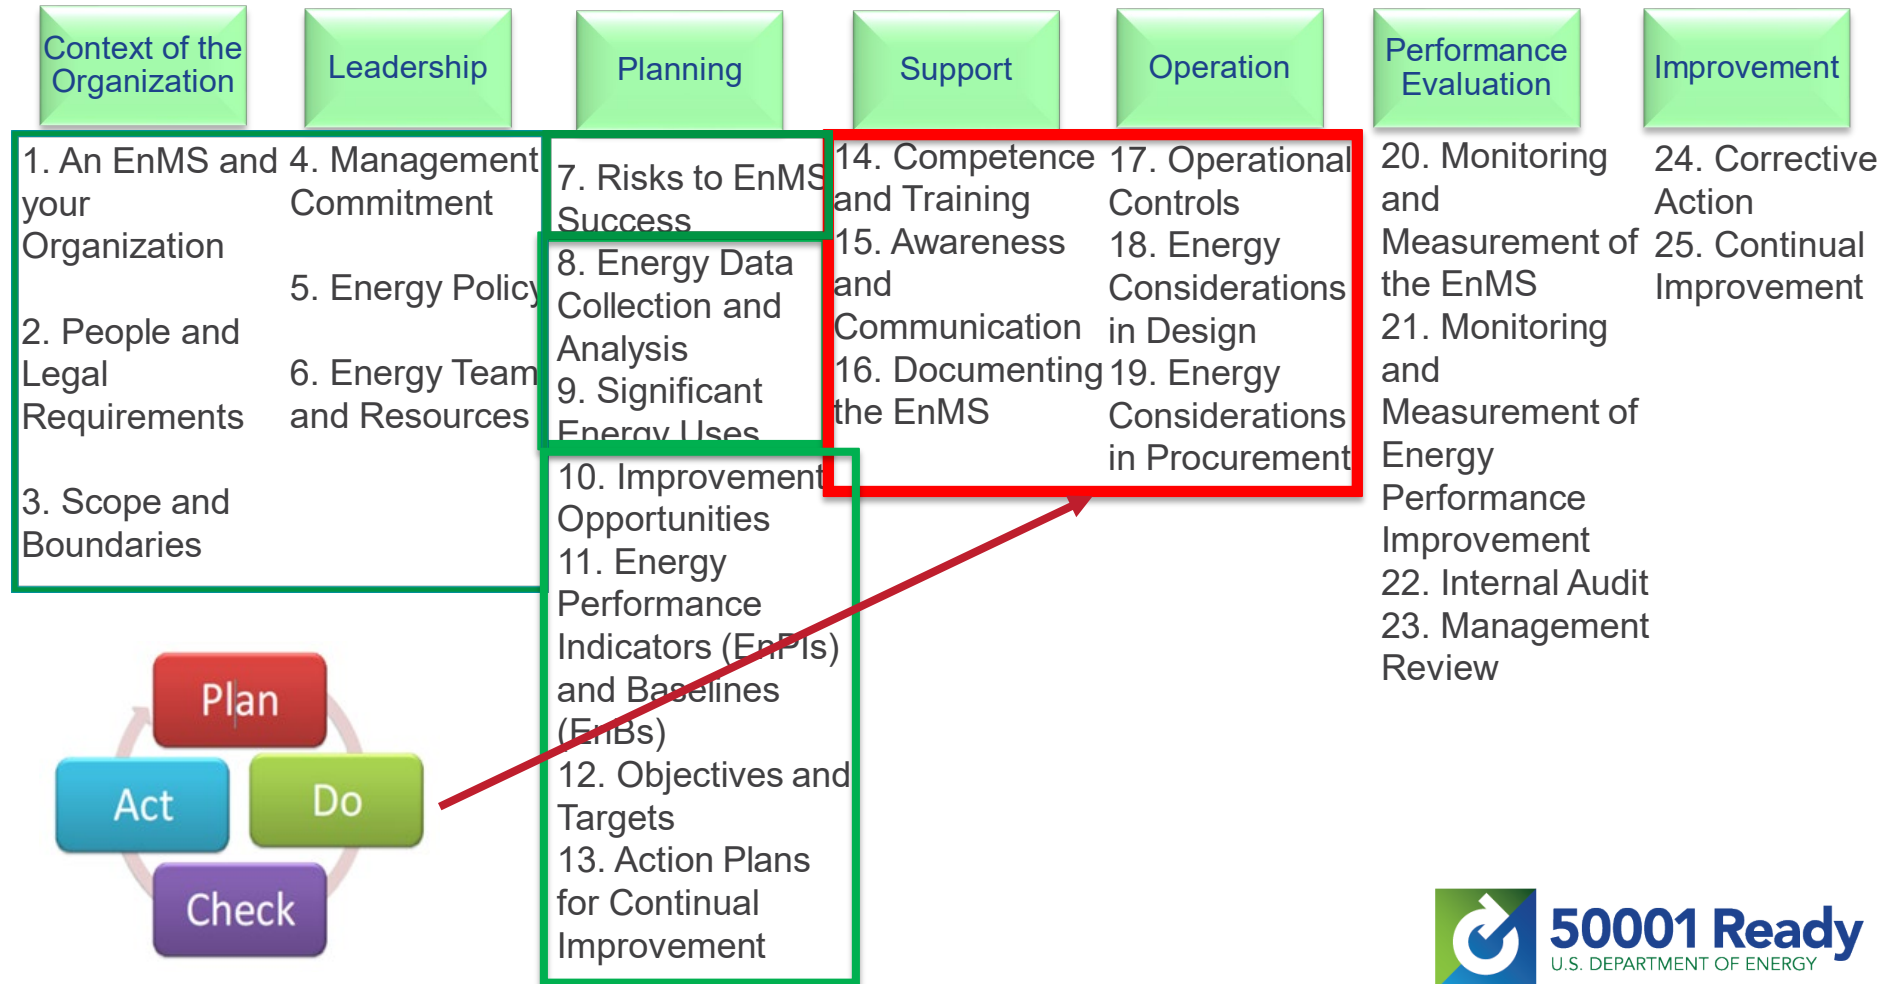 Context of the
Organization
Leadership
Planning
Support
Operation
Performance
Evaluation
Improvement
1. An EnMS and
your
Organization
2. People and
Legal
Requirements
3. Scope and
Boundaries
4. Management
Commitment
5. Energy Policy
6. Energy Team
and Resources
7. Risks to EnMS
Success
8. Energy Data
Collection and
Analysis
9. Significant
Energy Uses
10. Improvement
Opportunities
11. Energy
Performance
Indicators (EnPIs)
and Baselines
(EnBs)
12. Objectives and
Targets
13. Action Plans
for Continual
Improvement
14. Competence
and Training
15. Awareness
and
Communication
16. Documenting
the EnMS
17. Operational
Controls
18. Energy
Considerations
in Design
19. Energy
Considerations
in Procurement
20. Monitoring
and
Measurement of
the EnMS
21. Monitoring
and
Measurement of
Energy
Performance
Improvement
22. Internal Audit
23. Management
Review
24. Corrective
Action
25. Continual
Improvement
Plan
Act
Do
Check
50001 Ready
U.S. DEPARTMENT OF ENERGY